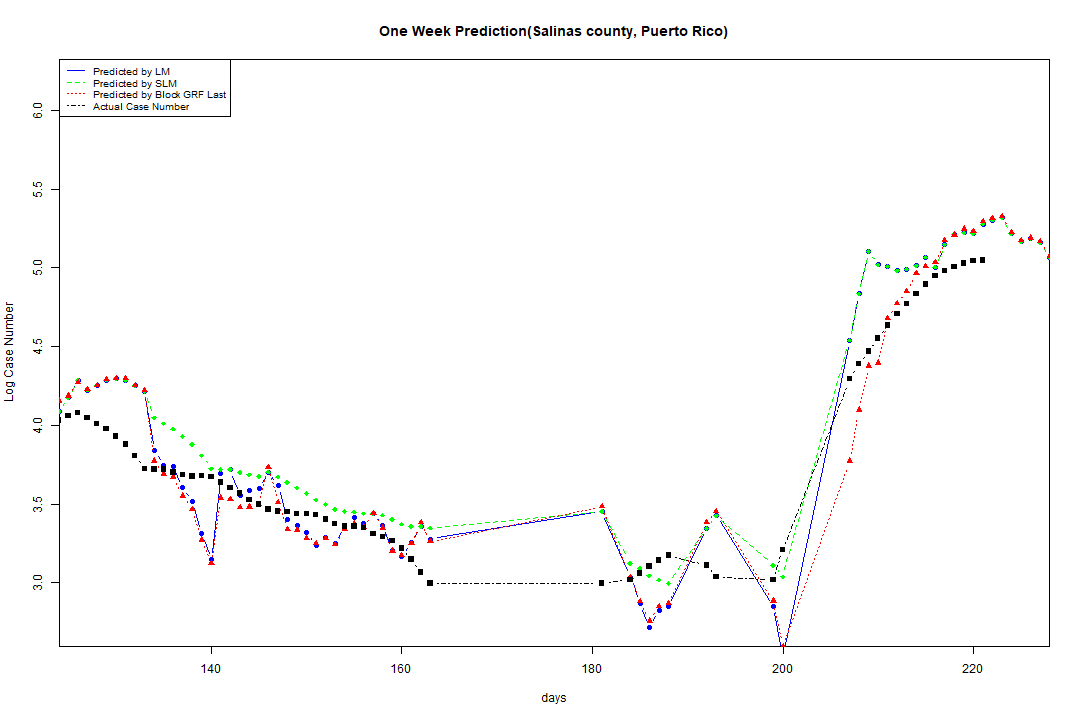 One Week Prediction(Salinas county, Puerto Rico)
Predicted by LM
Predicted by SLM
Predicted by Block GRF Last
Actual Case Number
6.0
5.5
5.0
4.5
4.0
3.5
3.0
Log Case Number
140 160 180 200 220
days